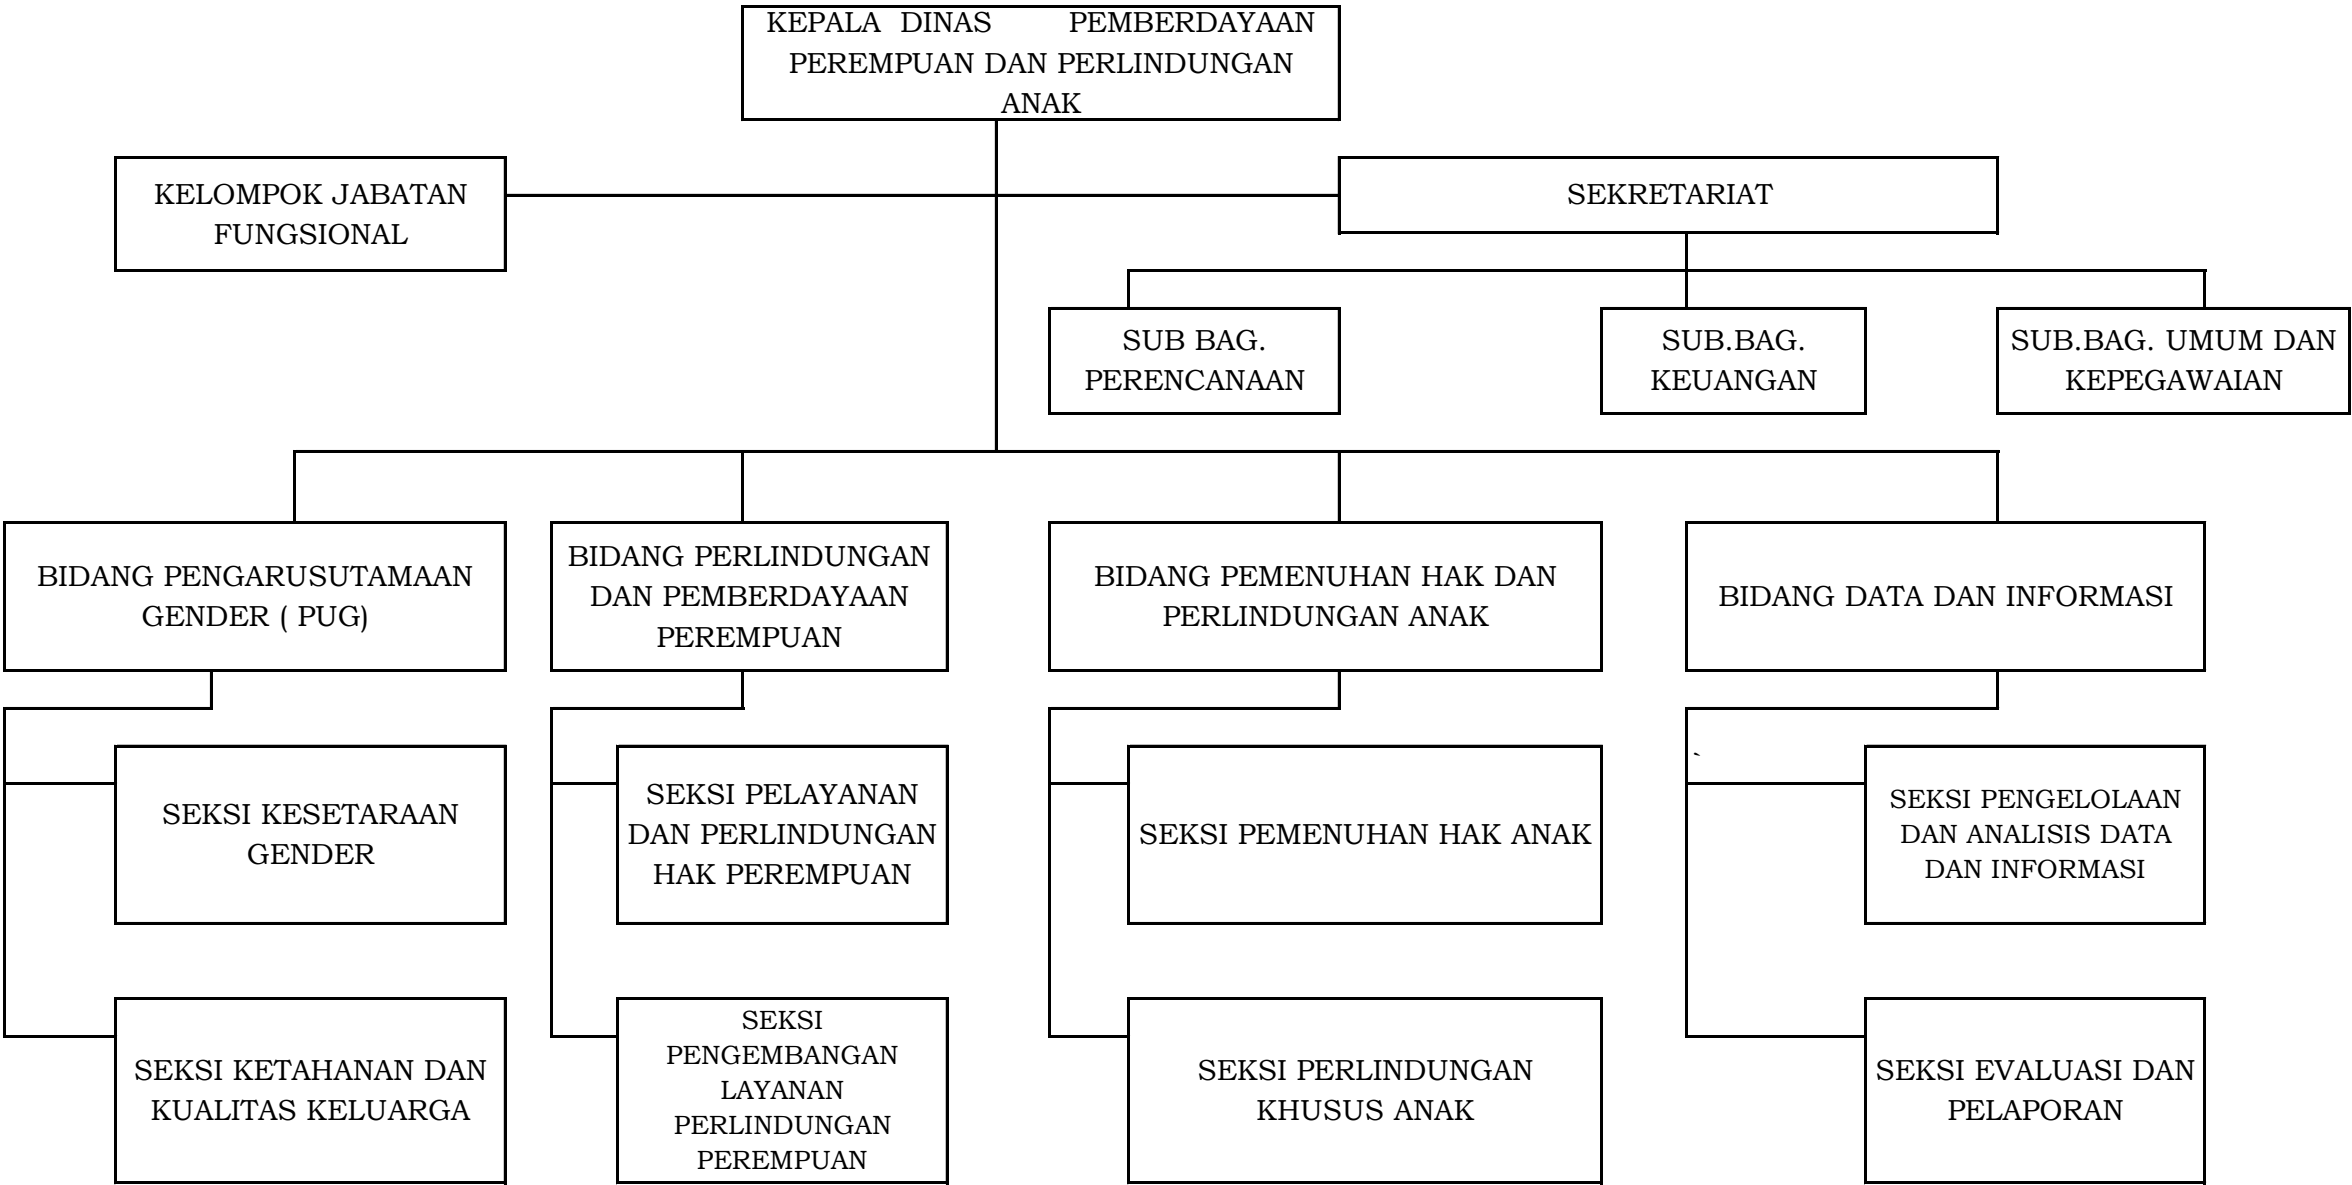 KEPALA DINAS PEMBERDAYAAN
PEREMPUAN DAN PERLINDUNGAN
ANAK
KELOMPOK JABATAN
FUNGSIONAL
SEKRETARIAT
SUB BAG.
PERENCANAAN
SUB.BAG.
KEUANGAN
SUB.BAG. UMUM DAN
KEPEGAWAIAN
BIDANG PENGARUSUTAMAAN
GENDER ( PUG)
BIDANG PERLINDUNGAN
DAN PEMBERDAYAAN
PEREMPUAN
BIDANG PEMENUHAN HAK DAN
PERLINDUNGAN ANAK
BIDANG DATA DAN INFORMASI
`
SEKSI KESETARAAN
GENDER
SEKSI PELAYANAN
DAN PERLINDUNGAN
HAK PEREMPUAN
SEKSI PEMENUHAN HAK ANAK
SEKSI PENGELOLAAN
DAN ANALISIS DATA
DAN INFORMASI
SEKSI KETAHANAN DAN
KUALITAS KELUARGA
SEKSI
PENGEMBANGAN
LAYANAN
PERLINDUNGAN
PEREMPUAN
SEKSI PERLINDUNGAN
KHUSUS ANAK
SEKSI EVALUASI DAN
PELAPORAN